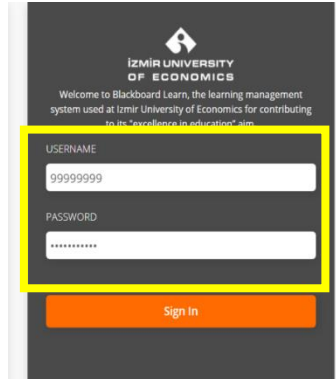 İZMİR UNIVERSITY
OF ECONOMICS
Welcome to Blackboard Learn, the learning management
system used at Izmir University of Economics for contributing
to its "excellence in education" aim.
USERNAME
99999999
PASSWORD
•••••••••••
Sign In